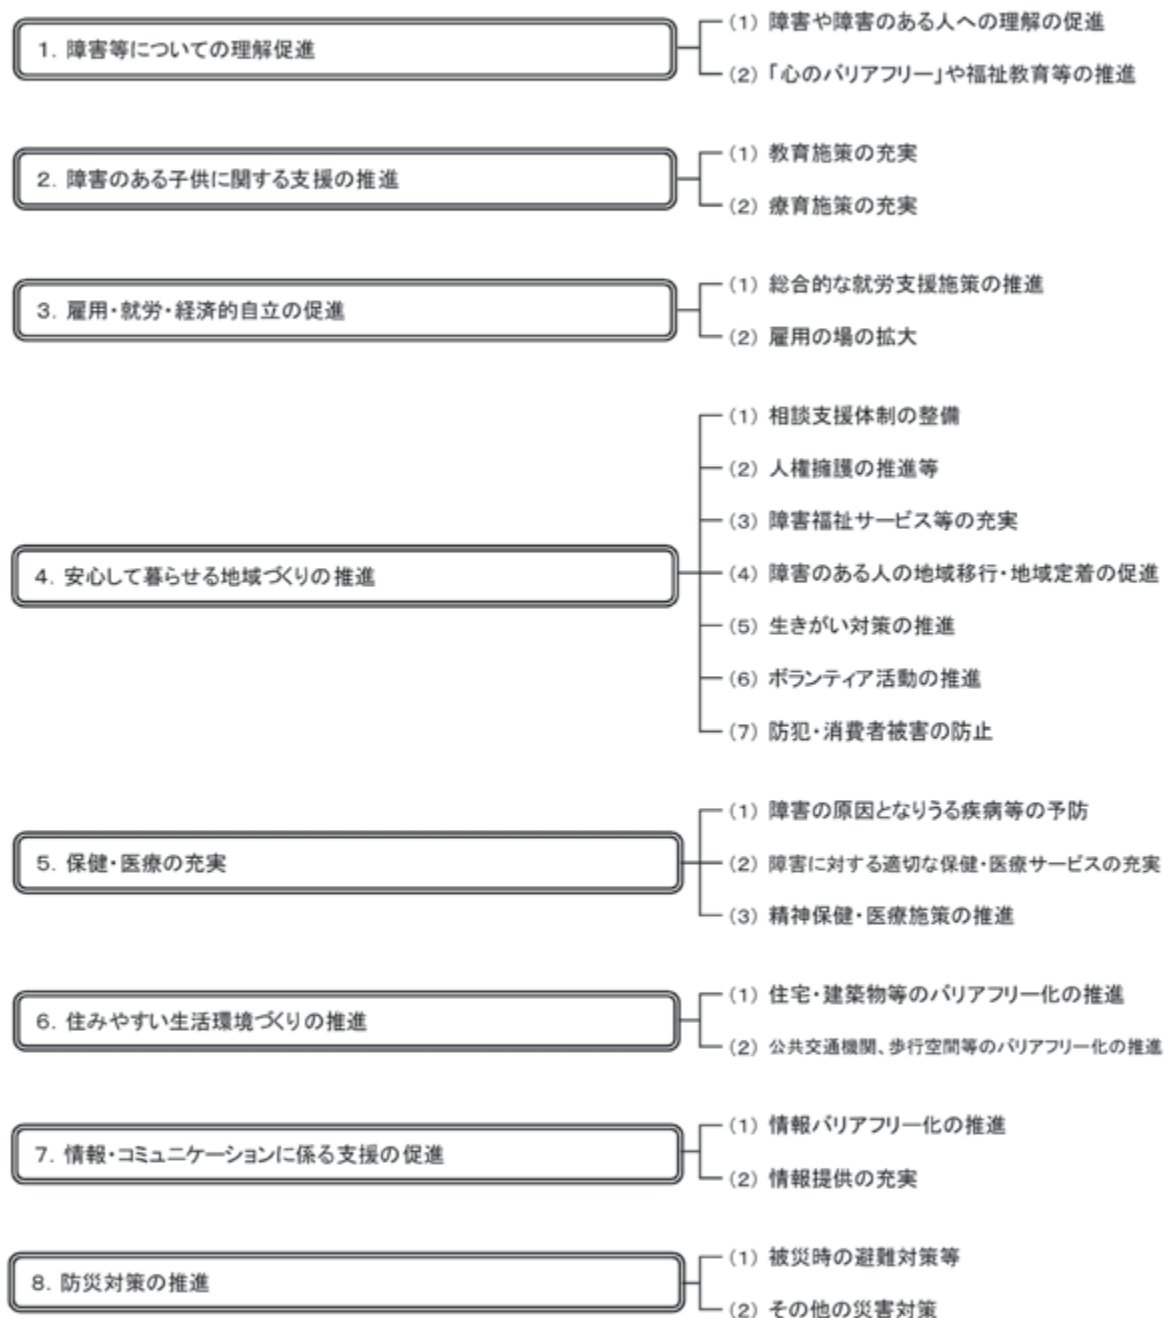 1. 障害等についての理解促進
(1) 障害や障害のある人への理解の促進
(2) 「心のバリアフリー」や福祉教育等の推進
2. 障害のある子供に関する支援の推進
(1) 教育施策の充実
(2) 療育施策の充実
3. 雇用・就労・経済的自立の促進
(1) 総合的な就労支援施策の推進
(2) 雇用の場の拡大
4. 安心して暮らせる地域づくりの推進
(1) 相談支援体制の整備
(2) 人権擁護の推進等
(3) 障害福祉サービス等の充実
(4) 障害のある人の地域移行・地域定着の促進
(5) 生きがい対策の推進
(6) ボランティア活動の推進
(7) 防犯・消費者被害の防止
5. 保健・医療の充実
(1) 障害の原因となりうる疾病等の予防
(2) 障害に対する適切な保健・医療サービスの充実
(3) 精神保健・医療施策の推進
6. 住みやすい生活環境づくりの推進
(1) 住宅・建築物等のバリアフリー化の推進
(2) 公共交通機関、歩行空間等のバリアフリー化の推進
7. 情報・コミュニケーションに係る支援の促進
(1) 情報バリアフリー化の推進
(2) 情報提供の充実
8. 防災対策の推進
(1) 被災時の避難対策等
(2) その他の災害対策